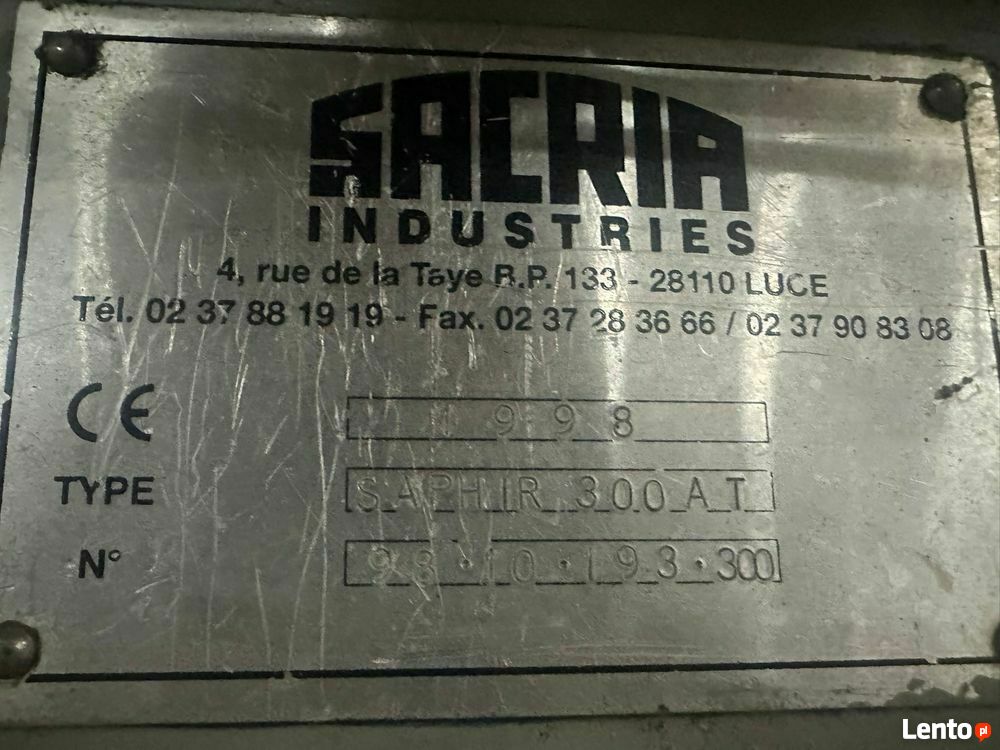 SACRIA
INDUSTRIES
4, rue de la Taye B.P. 133 - 28110 LUCE
Tél. 02 37 88 19 19 - Fax. 02 37 28 36 66 / 02 37 90 83 08
CE 1998
TYPE SAPHIR 300 AT
N° 98·10·193·300
Lento.pl